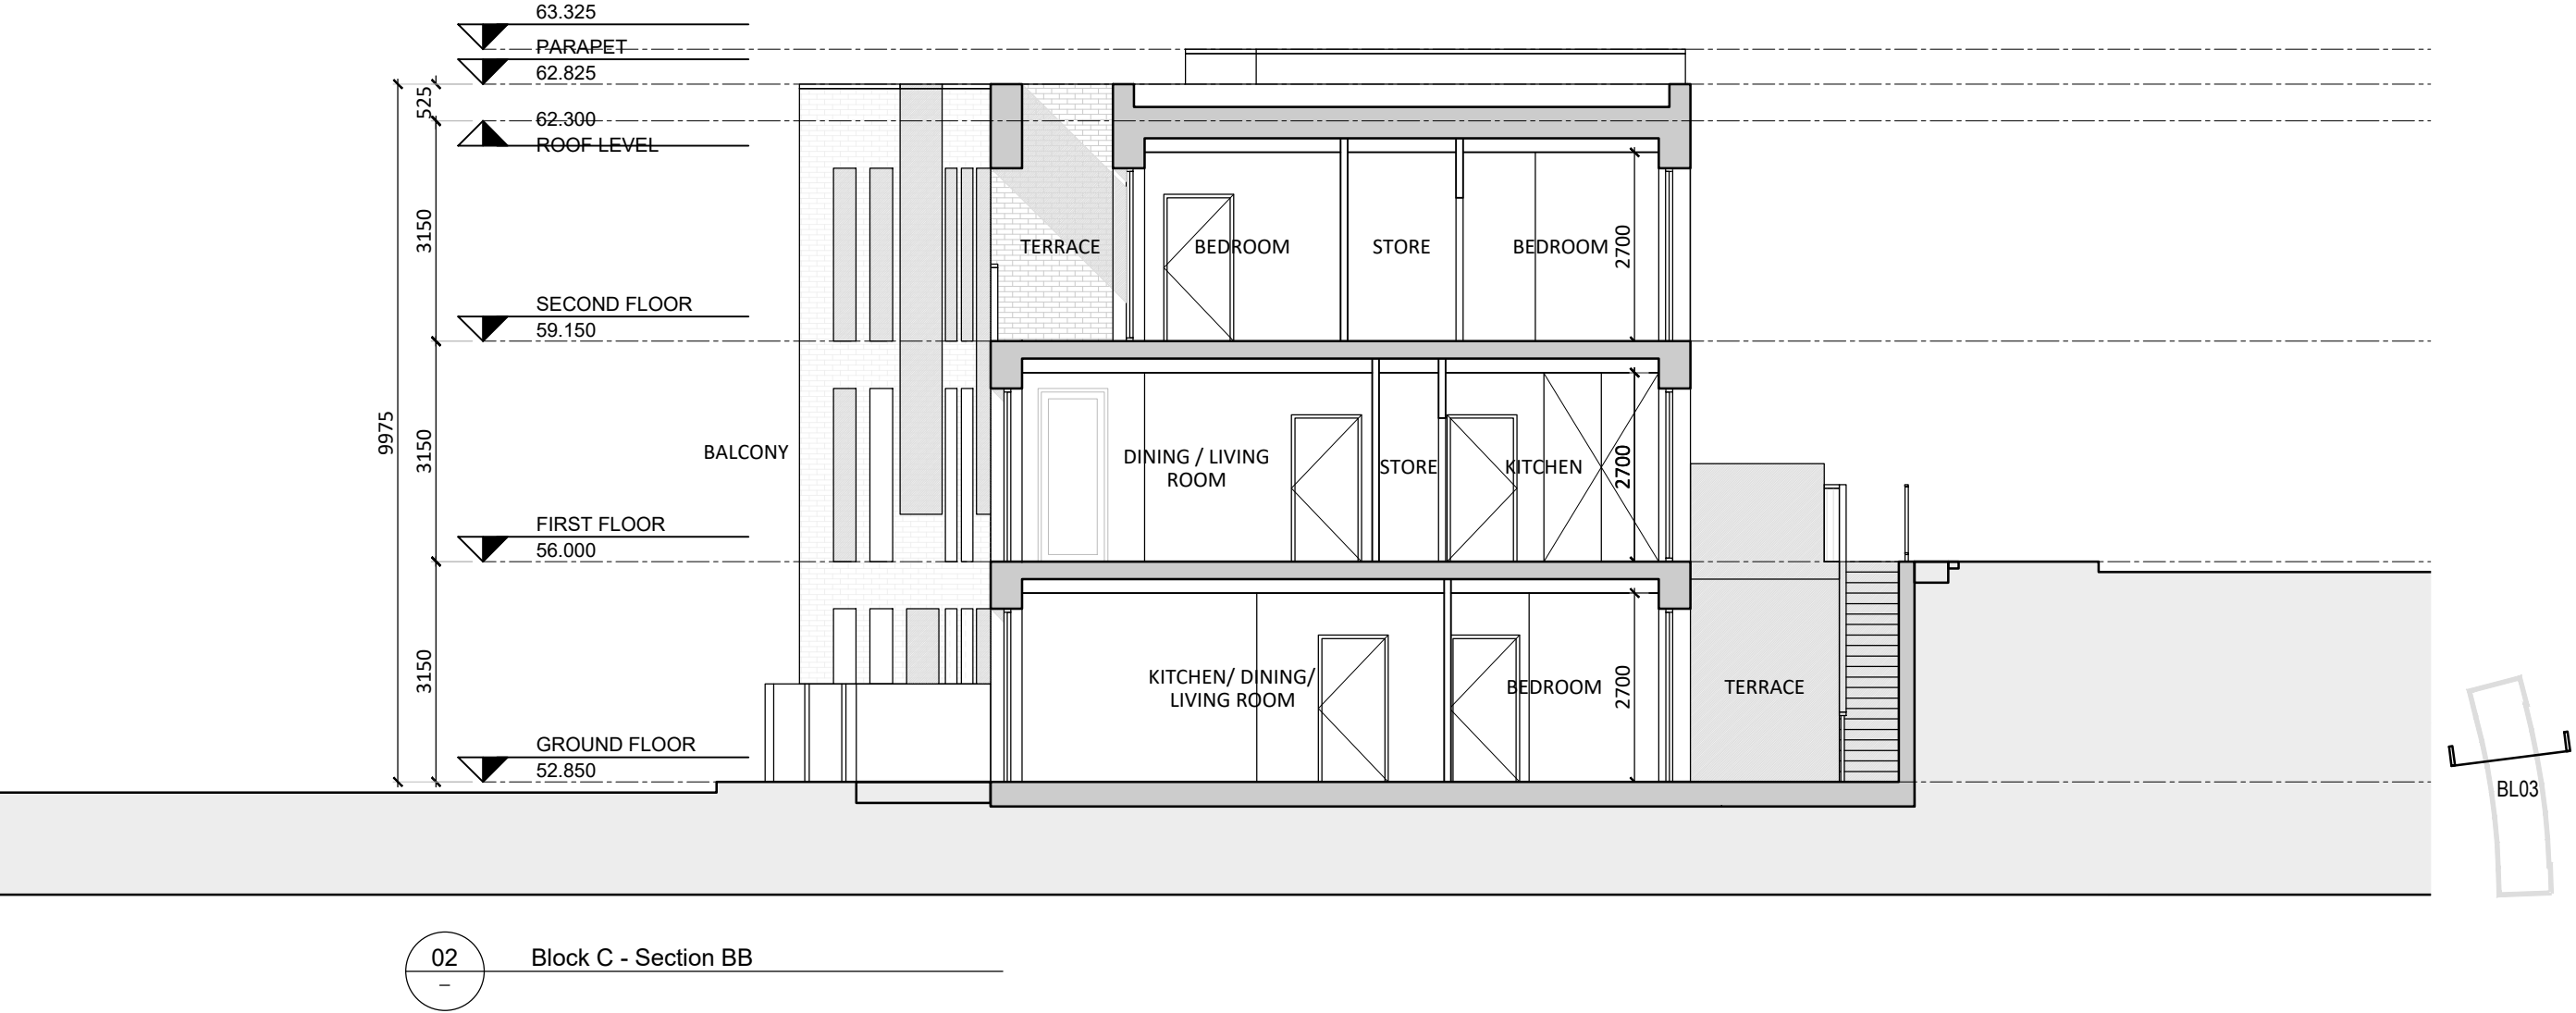 63.325
PARAPET
62.825
525
62.300
ROOF LEVEL
3150
TERRACE
BEDROOM
STORE
BEDROOM
2700
SECOND FLOOR
59.150
9975
3150
BALCONY
DINING / LIVING
ROOM
STORE
KITCHEN
2700
FIRST FLOOR
56.000
3150
KITCHEN/ DINING/
LIVING ROOM
BEDROOM
2700
TERRACE
GROUND FLOOR
52.850
BL03
02
–
Block C - Section BB